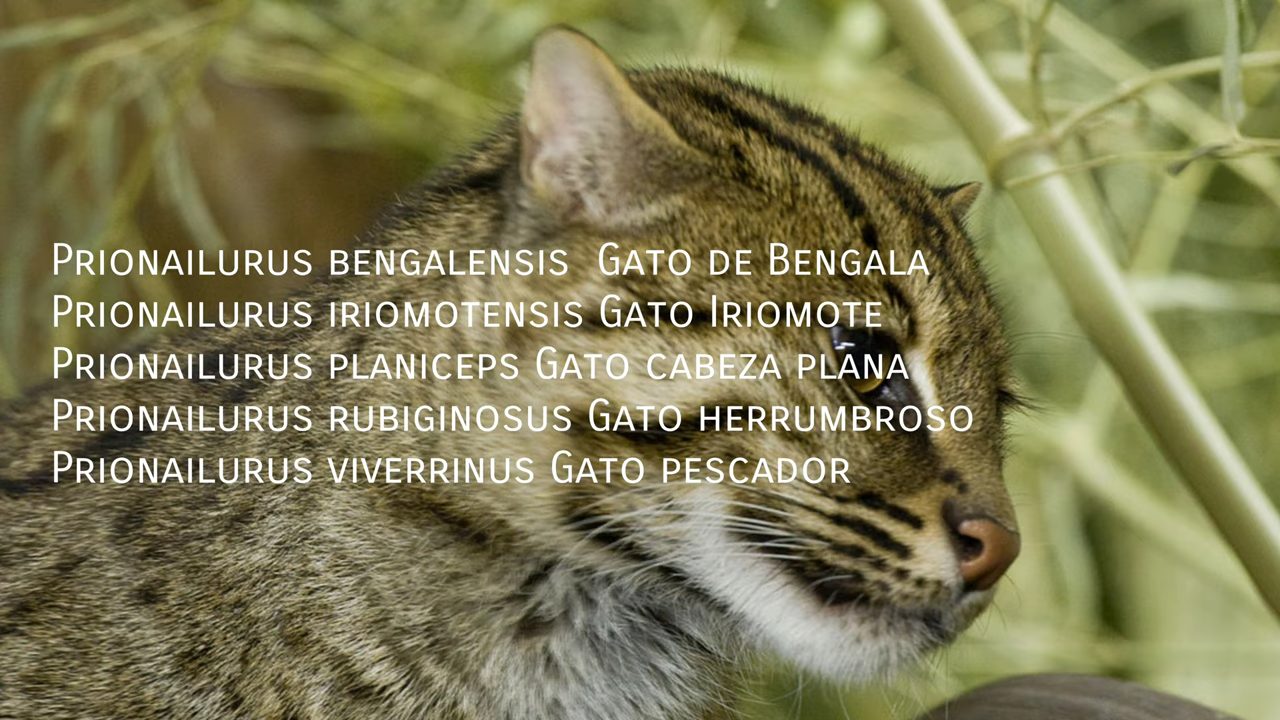 Prionailurus bengalensis  Gato de Bengala
Prionailurus iriomotensis Gato Iriomote
Prionailurus planiceps Gato cabeza plana
Prionailurus rubiginosus Gato herrumbroso
Prionailurus viverrinus Gato pescador